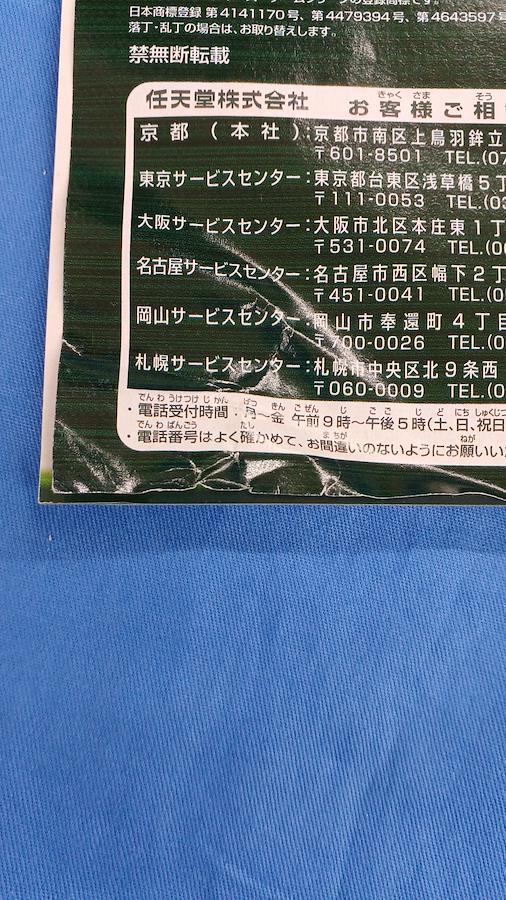 日本商標登録 第4141170号、第4479394号、第4643597号
落丁・乱丁の場合は、お取り替えします。
禁無断転載
任天堂株式会社 お客様ご相
京都（本社）：京都市南区上鳥羽鉾立
〒601-8501 TEL.(07
東京サービスセンター：東京都台東区浅草橋5丁
〒111-0053 TEL.(03
大阪サービスセンター：大阪市北区本庄東1丁
〒531-0074 TEL.(0
名古屋サービスセンター：名古屋市西区幅下2丁
〒451-0041 TEL.(0
岡山サービスセンター：岡山市奉還町4丁目
〒700-0026 TEL.(0
札幌サービスセンター：札幌市中央区北9条西
〒060-0009 TEL.(0
・電話受付時間：月～金 午前9時～午後5時(土、日、祝日
・電話番号はよく確かめて、お間違いのないようにお願いい